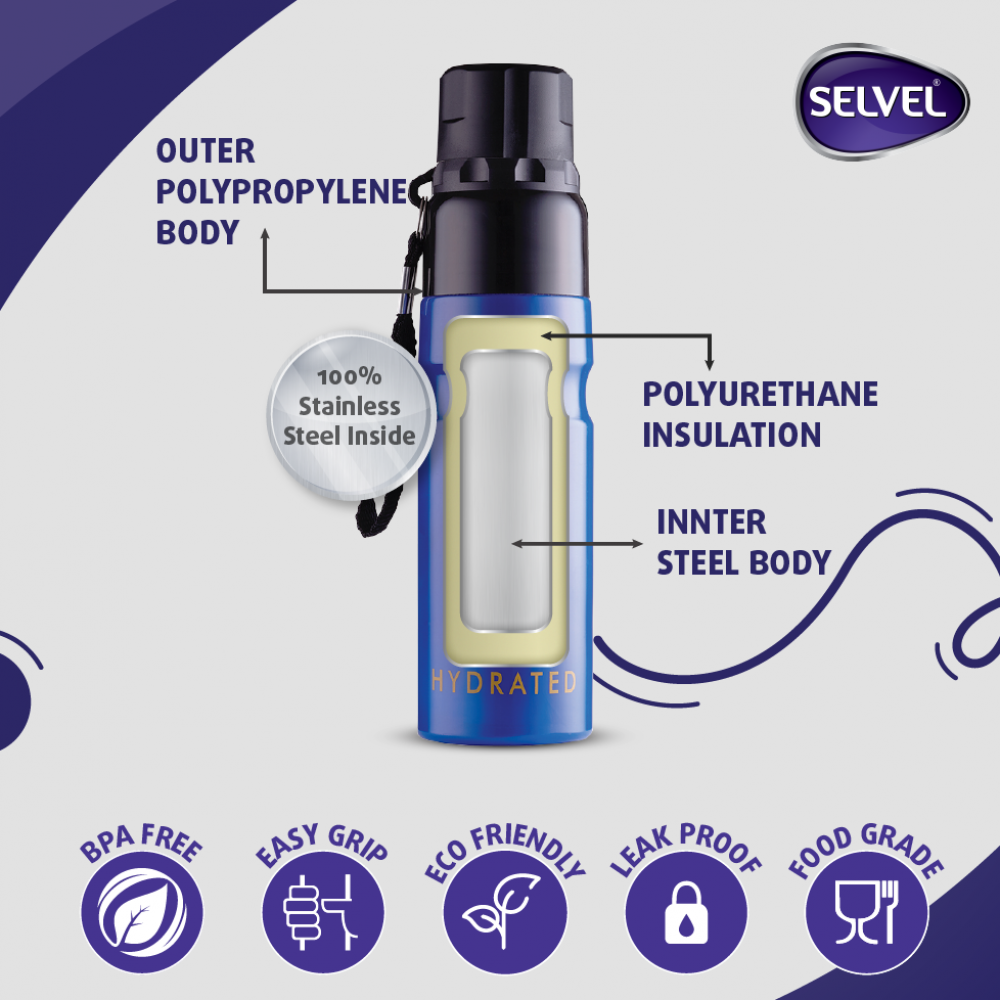 SELVEL®
OUTER
POLYPROPYLENE
BODY
100%
Stainless
Steel Inside
POLYURETHANE
INSULATION
INNTER
STEEL BODY
HYDRATED
BPA FREE
EASY GRIP
ECO FRIENDLY
LEAK PROOF
FOOD GRADE